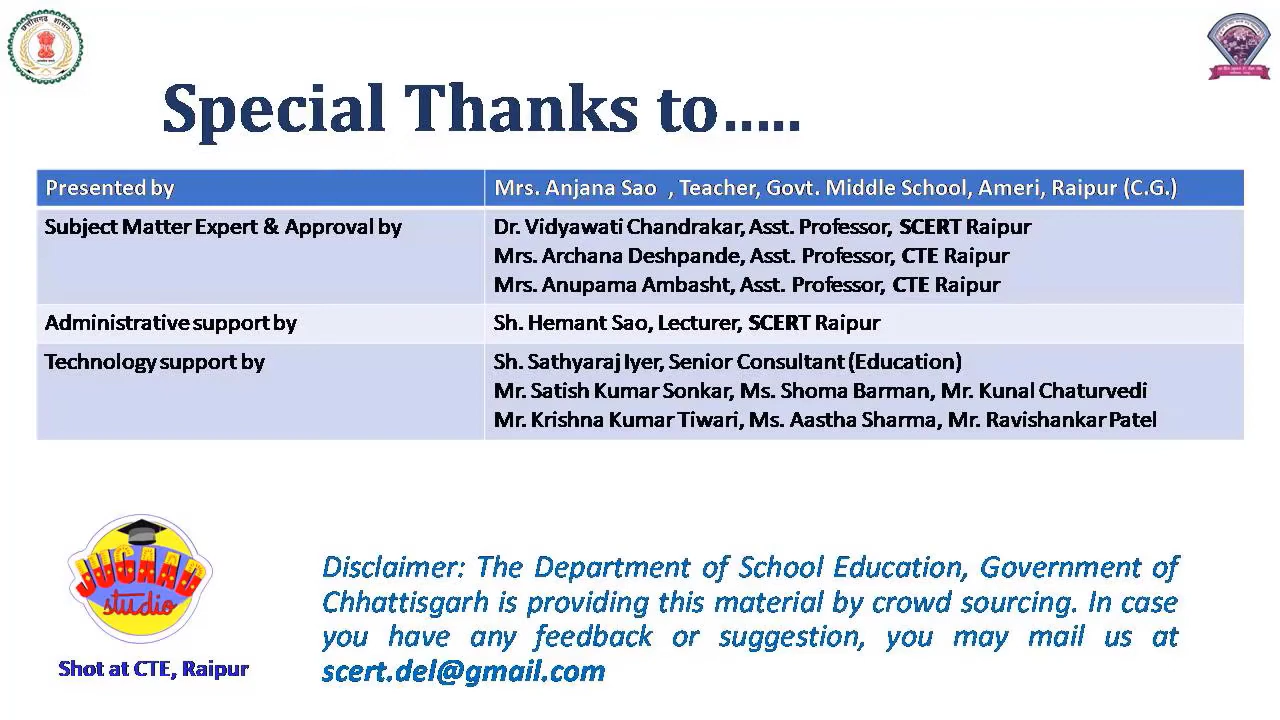 छत्तीसगढ़ शासन
Special Thanks to.....
Presented by
Mrs. Anjana Sao , Teacher, Govt. Middle School, Ameri, Raipur (C.G.)
Subject Matter Expert & Approval by
Dr. Vidyawati Chandrakar, Asst. Professor, SCERT Raipur
Mrs. Archana Deshpande, Asst. Professor, CTE Raipur
Mrs. Anupama Ambasht, Asst. Professor, CTE Raipur
Administrative support by
Sh. Hemant Sao, Lecturer, SCERT Raipur
Technology support by
Sh. Sathyaraj Iyer, Senior Consultant (Education)
Mr. Satish Kumar Sonkar, Ms. Shoma Barman, Mr. Kunal Chaturvedi
Mr. Krishna Kumar Tiwari, Ms. Aastha Sharma, Mr. Ravishankar Patel
JUGAAD
studio
Shot at CTE, Raipur
Disclaimer: The Department of School Education, Government of
Chhattisgarh is providing this material by crowd sourcing. In case
you have any feedback or suggestion, you may mail us at
scert.del@gmail.com